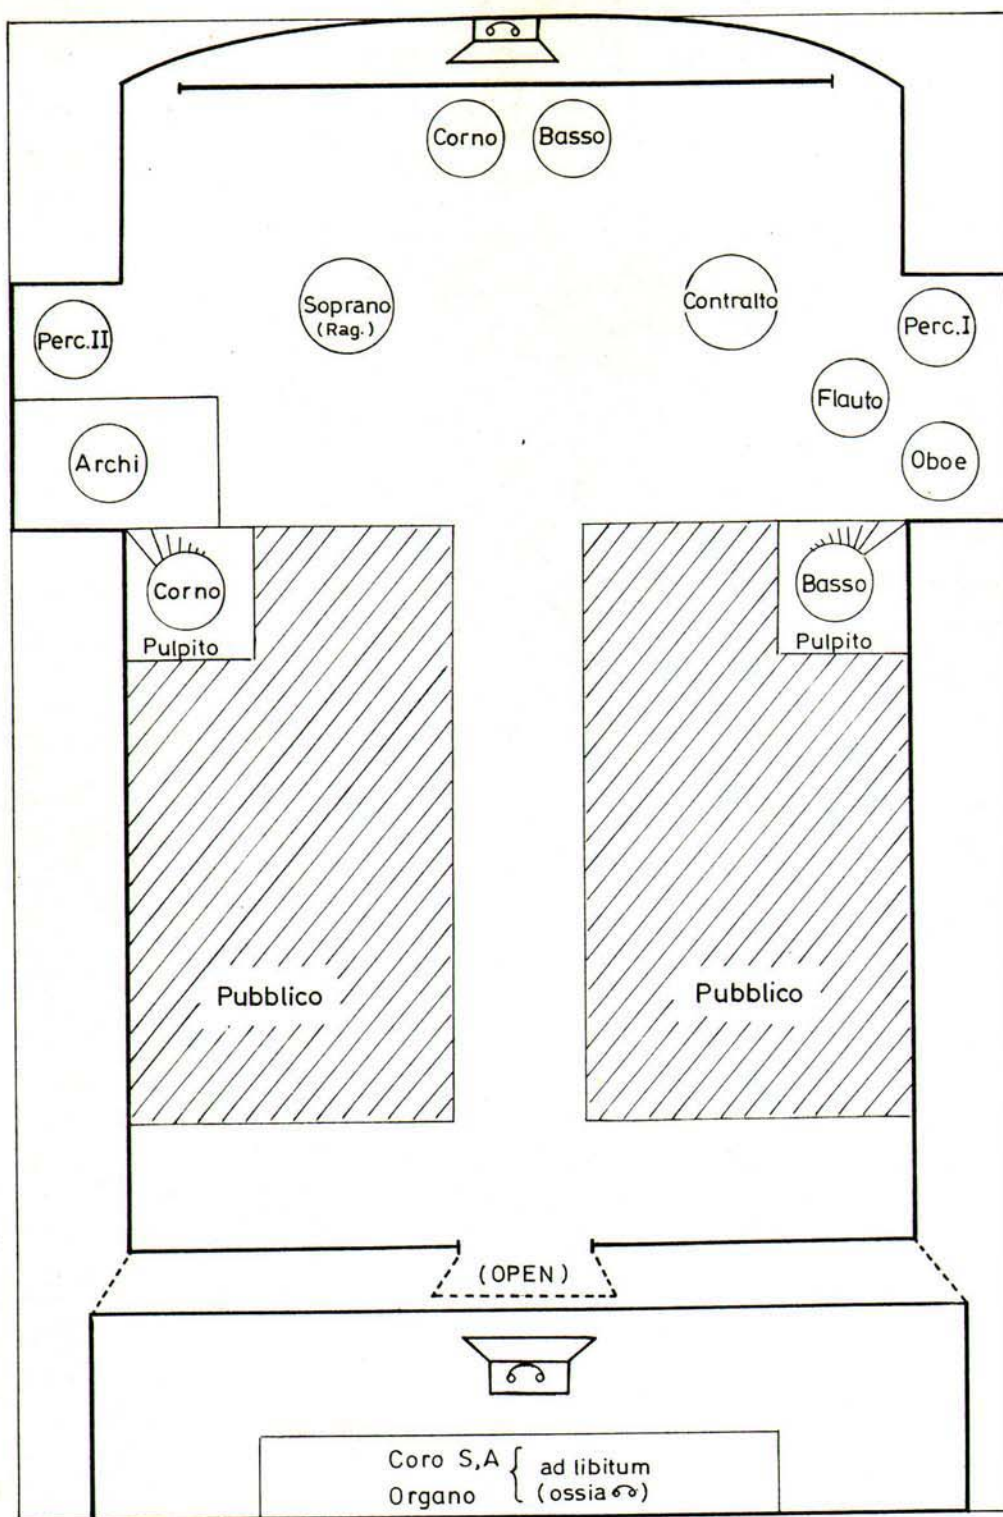 Corno
Basso
Soprano
(Rag.)
Contralto
Perc.II
Perc.I
Flauto
Archi
Oboe
Corno
Pulpito
Basso
Pulpito
Pubblico
Pubblico
(OPEN)
Coro S,A
Organo
ad libitum
(ossia)